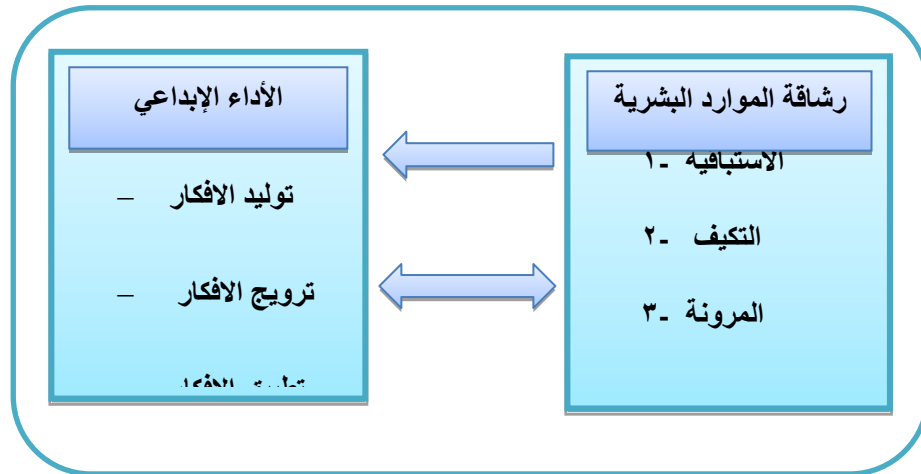 رشاقة الموارد البشرية
١- الاستباقية
٢- التكيف
٣- المرونة
الأداء الإبداعي
– توليد الافكار
– ترويج الافكار